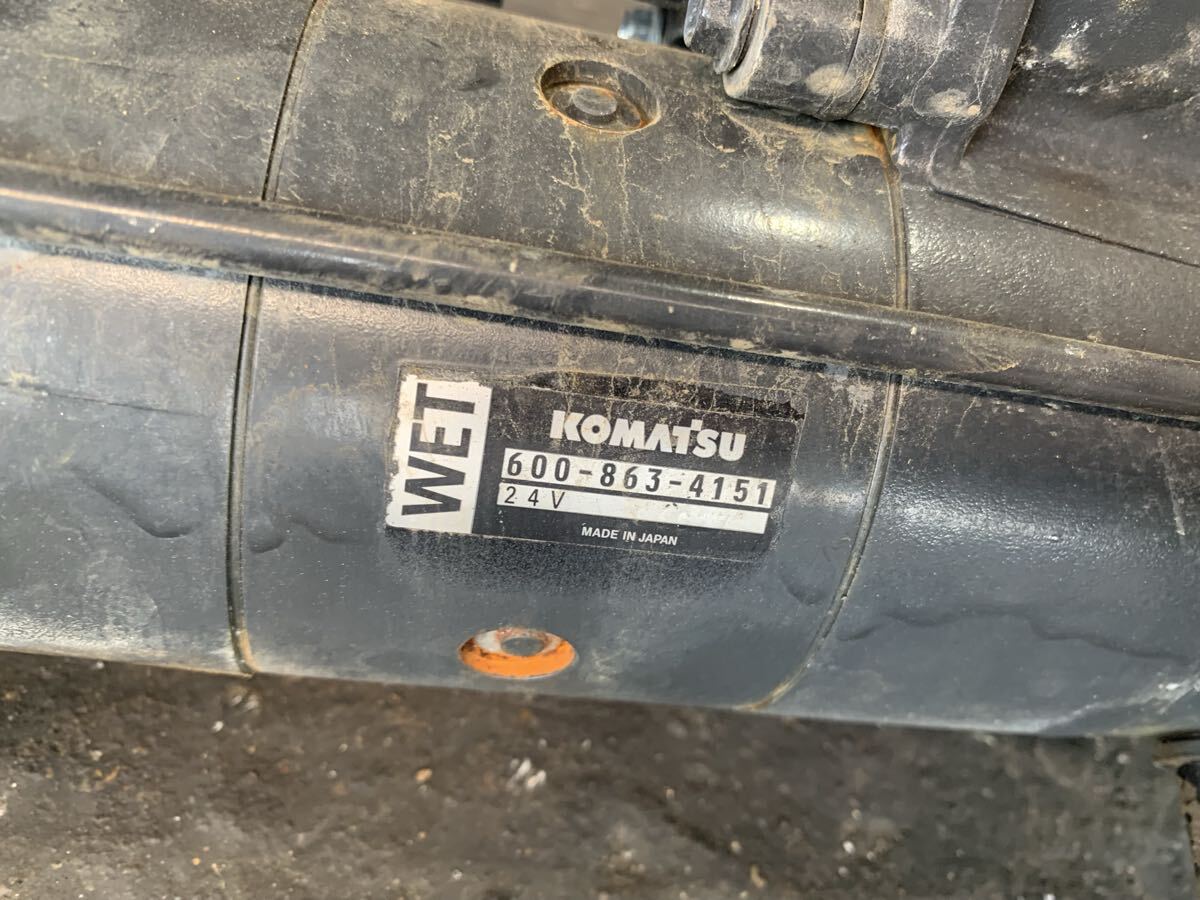 WET
KOMATSU
600-863-4151
24V
MADE IN JAPAN